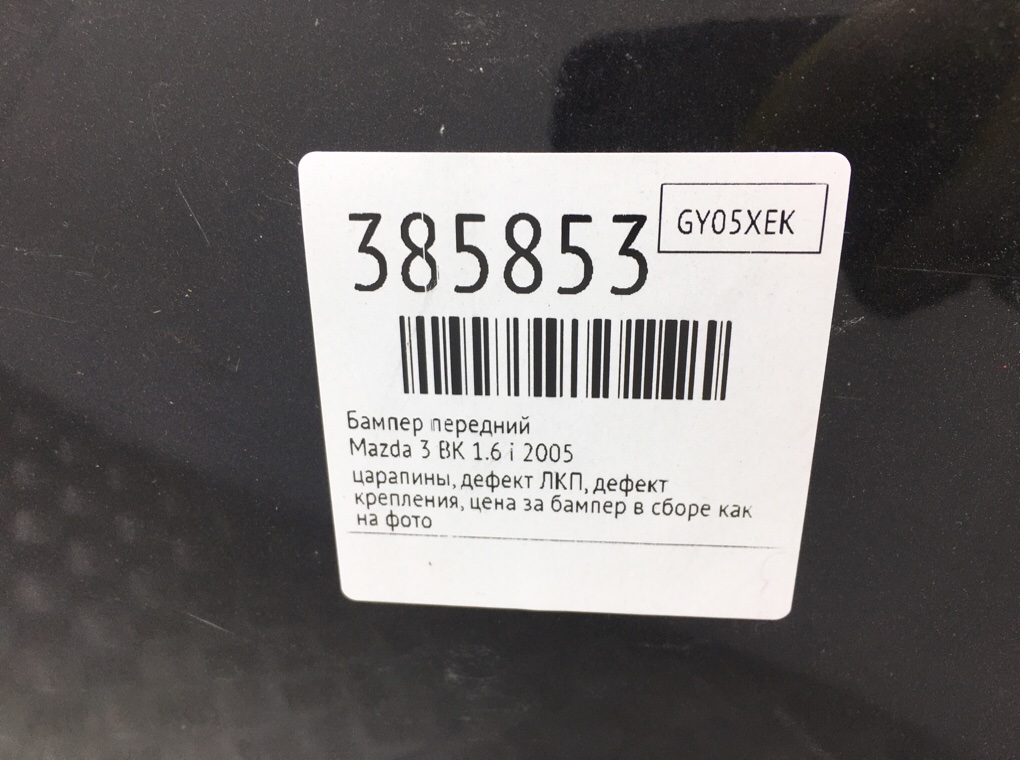 GY05XEK
385853
Бампер передний
Mazda 3 BK 1.6 i 2005
царапины, дефект ЛКП, дефект
крепления, цена за бампер в сборе как
на фото